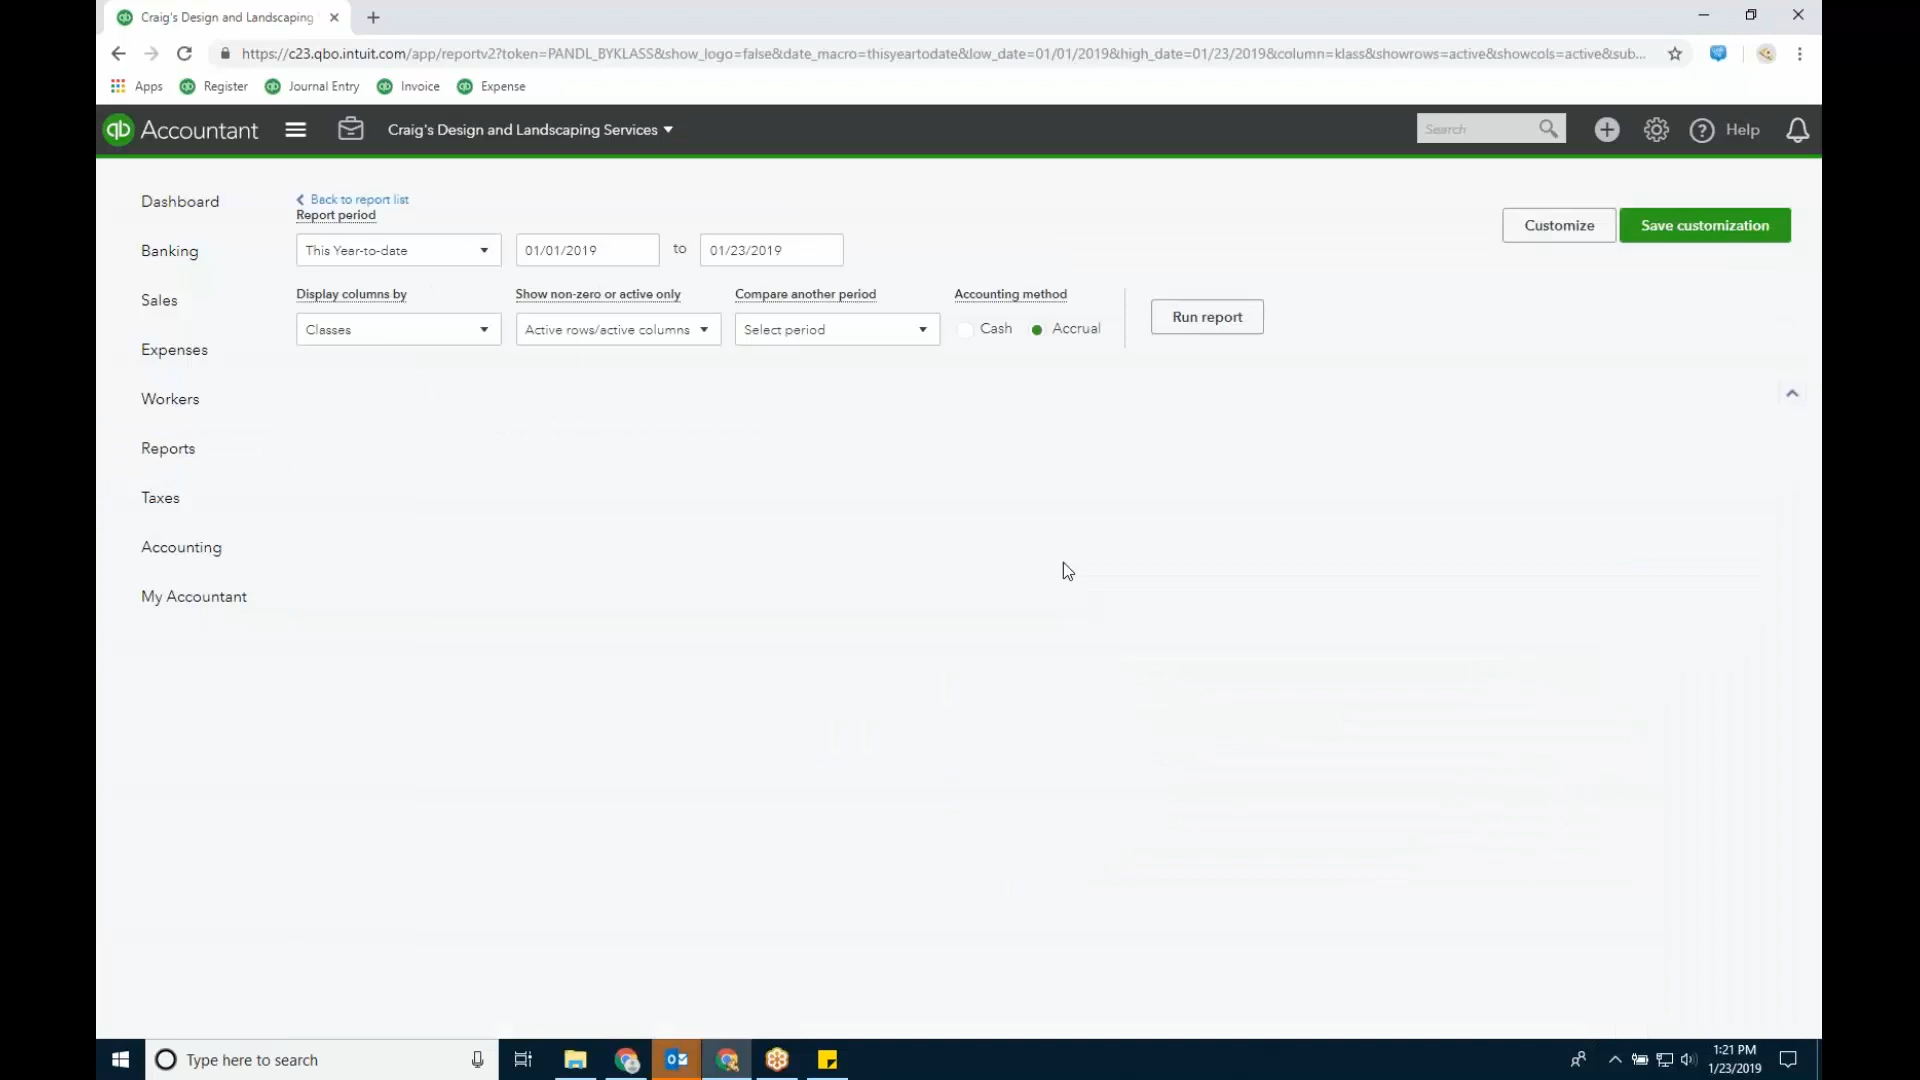 Craig's Design and Landscaping
https://c23.qbo.intuit.com/app/reportv2?token=PANDL_BYKLASS&show_logo=false&date_macro=thisyeartodate&low_date=01/01/2019&high_date=01/23/2019&column=klass&showrows=active&showcols=active&sub...
Apps Register Journal Entry Invoice Expense
qb Accountant Craig's Design and Landscaping Services Search Help
Dashboard
Banking
Sales
Expenses
Workers
Reports
Taxes
Accounting
My Accountant
Back to report list
Report period
This Year-to-date 01/01/2019 to 01/23/2019
Customize Save customization
Display columns by Show non-zero or active only Compare another period Accounting method
Classes Active rows/active columns Select period Cash Accrual Run report
Type here to search
1:21 PM
1/23/2019